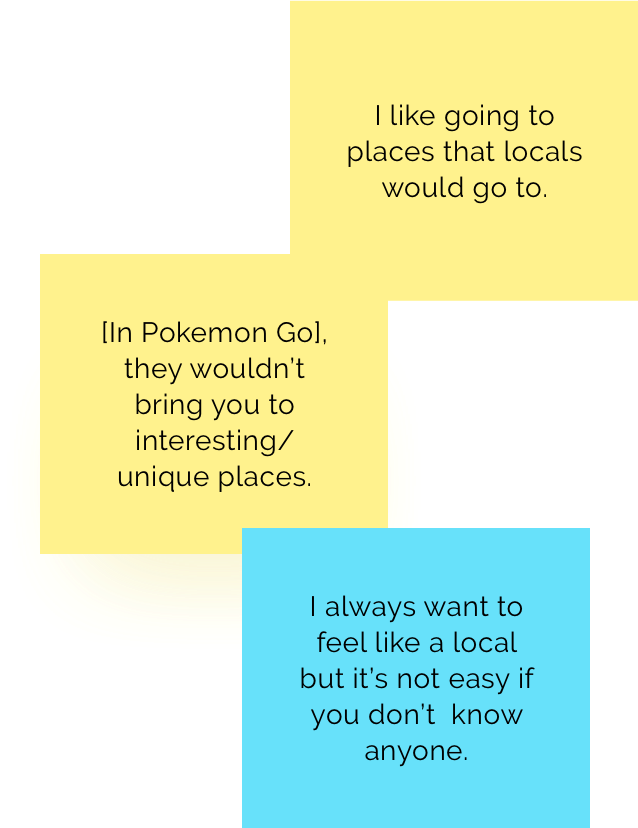 I like going to
places that locals
would go to.
[In Pokemon Go],
they wouldn’t
bring you to
interesting/
unique places.
I always want to
feel like a local
but it’s not easy if
you don’t  know
anyone.